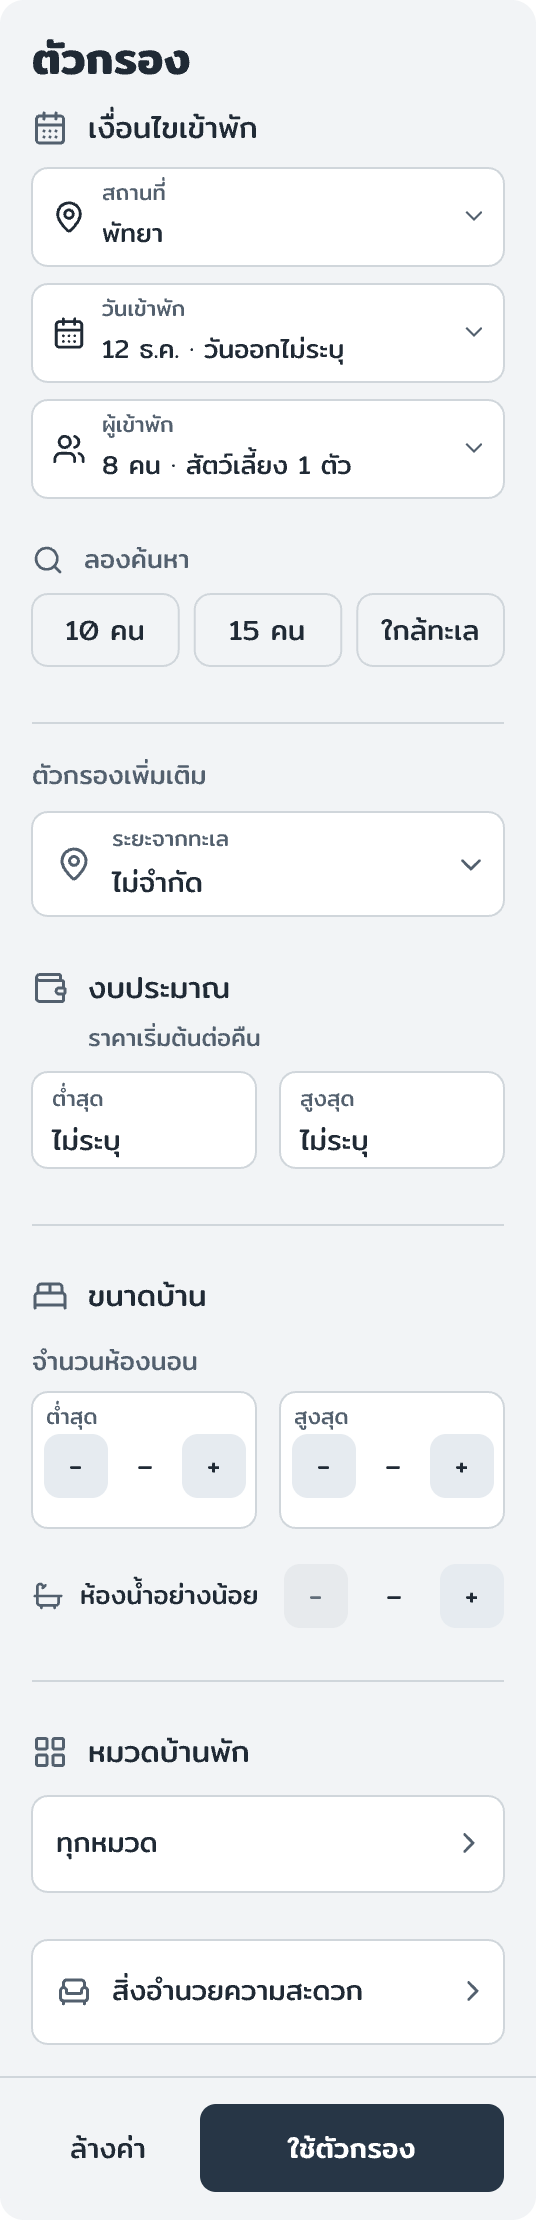 ตัวกรอง
เงื่อนไขเข้าพัก
สถานที่
พัทยา
วันเข้าพัก
12 ธ.ค. · วันออกไม่ระบุ
ผู้เข้าพัก
8 คน · สัตว์เลี้ยง 1 ตัว
ลองค้นหา
10 คน 15 คน ใกล้ทะเล
ตัวกรองเพิ่มเติม
ระยะจากทะเล
ไม่จำกัด
งบประมาณ
ราคาเริ่มต้นต่อคืน
ต่ำสุด สูงสุด
ไม่ระบุ ไม่ระบุ
ขนาดบ้าน
จำนวนห้องนอน
ต่ำสุด สูงสุด
- – + - – +
ห้องน้ำอย่างน้อย - – +
หมวดบ้านพัก
ทุกหมวด
สิ่งอำนวยความสะดวก
ล้างค่า ใช้ตัวกรอง